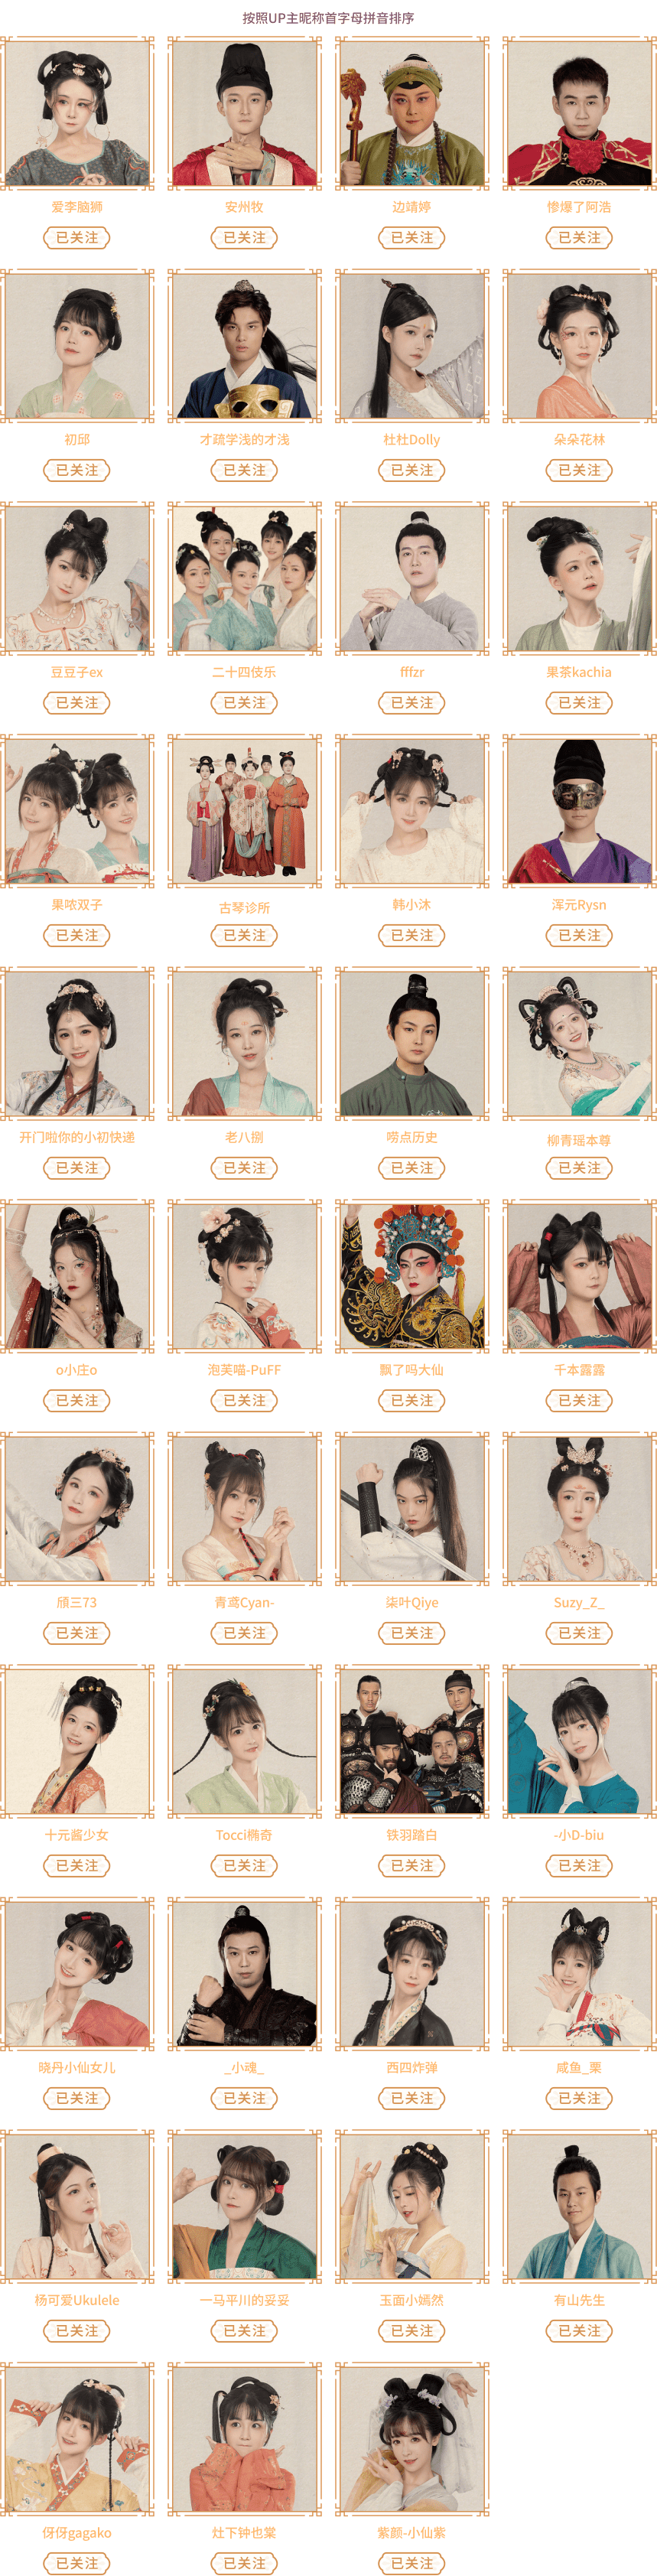 按照UP主昵称首字母拼音排序
爱李脑狮 安州牧 边靖婷 惨爆了阿浩
已关注 已关注 已关注 已关注
初邱 才疏学浅的才浅 杜杜Dolly 朵朵花林
已关注 已关注 已关注 已关注
豆豆子ex 二十四伎乐 fffzr 果茶kachia
已关注 已关注 已关注 已关注
果哝双子 古琴诊所 韩小沐 浑元Rysn
已关注 已关注 已关注 已关注
开门啦你的小初快递 老八捌 唠点历史 柳青瑶本尊
已关注 已关注 已关注 已关注
o小庄o 泡芙喵-PuFF 飘了吗大仙 千本露露
已关注 已关注 已关注 已关注
颀三73 青鸢Cyan- 柒叶Qiye Suzy_Z_
已关注 已关注 已关注 已关注
十元酱少女 Tocci椭奇 铁羽踏白 -小D-biu
已关注 已关注 已关注 已关注
晓丹小仙女儿 _小魂_ 西四炸弹 咸鱼_栗
已关注 已关注 已关注 已关注
杨可爱Ukulele 一马平川的妥妥 玉面小嫣然 有山先生
已关注 已关注 已关注 已关注
伢伢gagako 灶下钟也棠 紫颜-小仙紫
已关注 已关注 已关注